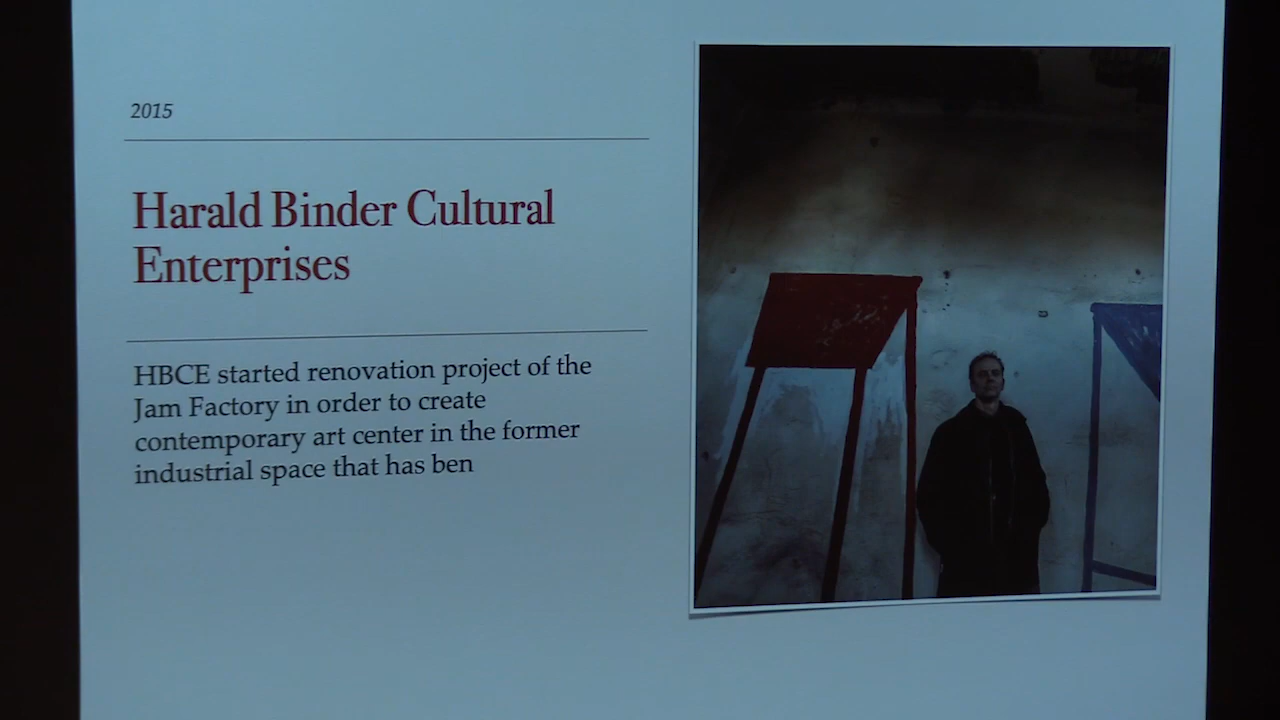 2015
Harald Binder Cultural
Enterprises
HBCE started renovation project of the
Jam Factory in order to create
contemporary art center in the former
industrial space that has ben